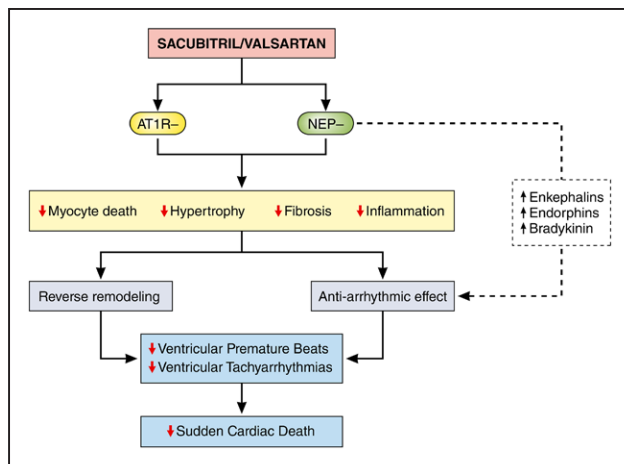 SACUBITRIL/VALSARTAN
AT1R–
NEP–
↓ Myocyte death ↓ Hypertrophy ↓ Fibrosis ↓ Inflammation
↑ Enkephalins
↑ Endorphins
↑ Bradykinin
Reverse remodeling
Anti-arrhythmic effect
↓ Ventricular Premature Beats
↓ Ventricular Tachyarrhythmias
↓ Sudden Cardiac Death